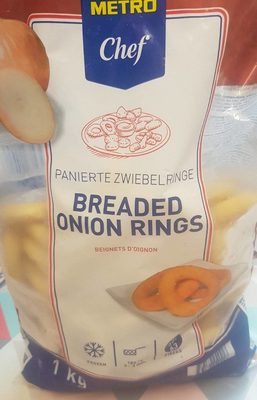 METRO
Chef
PANIERTE ZWIEBELRINGE
BREADED
ONION RINGS
BEIGNETS D'OIGNON
1 Kg